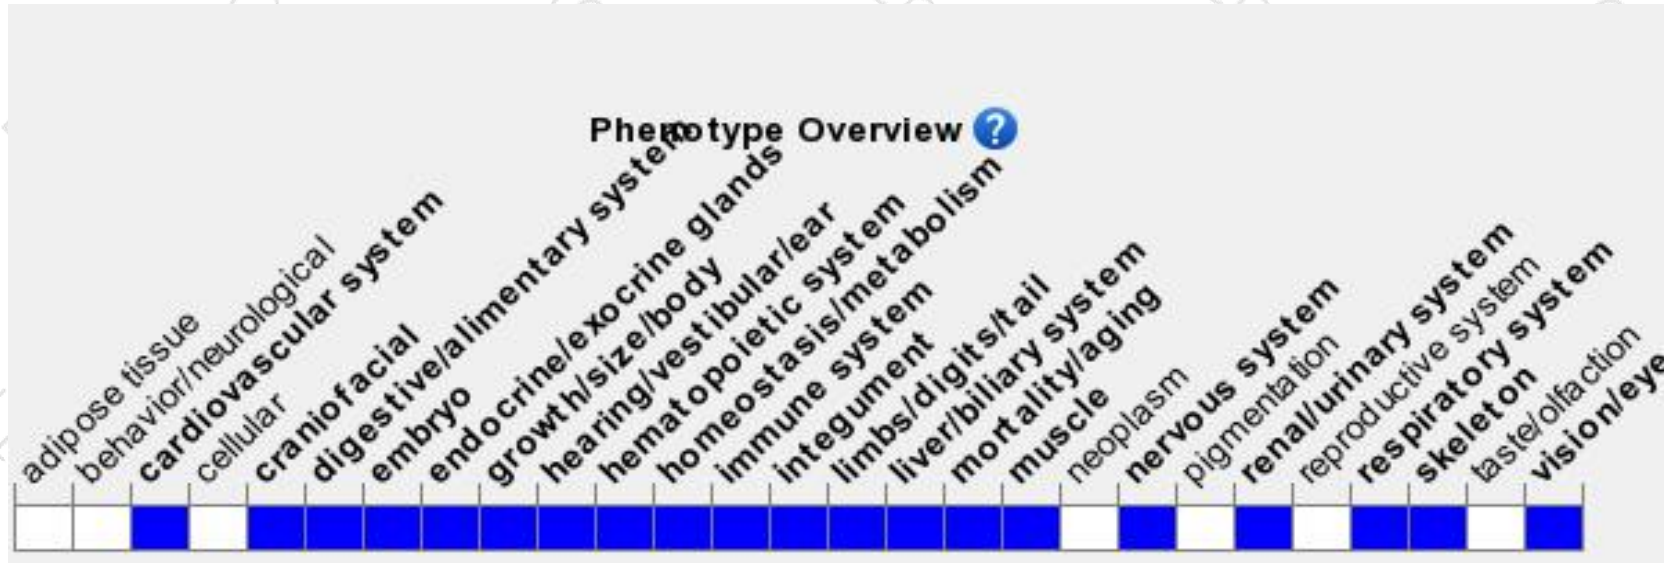 Phenotype Overview ?
adipose tissue
behavior/neurological
cardiovascular system
cellular
craniofacial
digestive/alimentary system
embryo
endocrine/exocrine glands
growth/size/body
hearing/vestibular/ear
hematopoietic system
homeostasis/metabolism
immune system
integument
limbs/digits/tail
liver/biliary system
mortality/aging
muscle
neoplasm
nervous system
pigmentation
renal/urinary system
reproductive system
respiratory system
skeleton
taste/olfaction
vision/eye